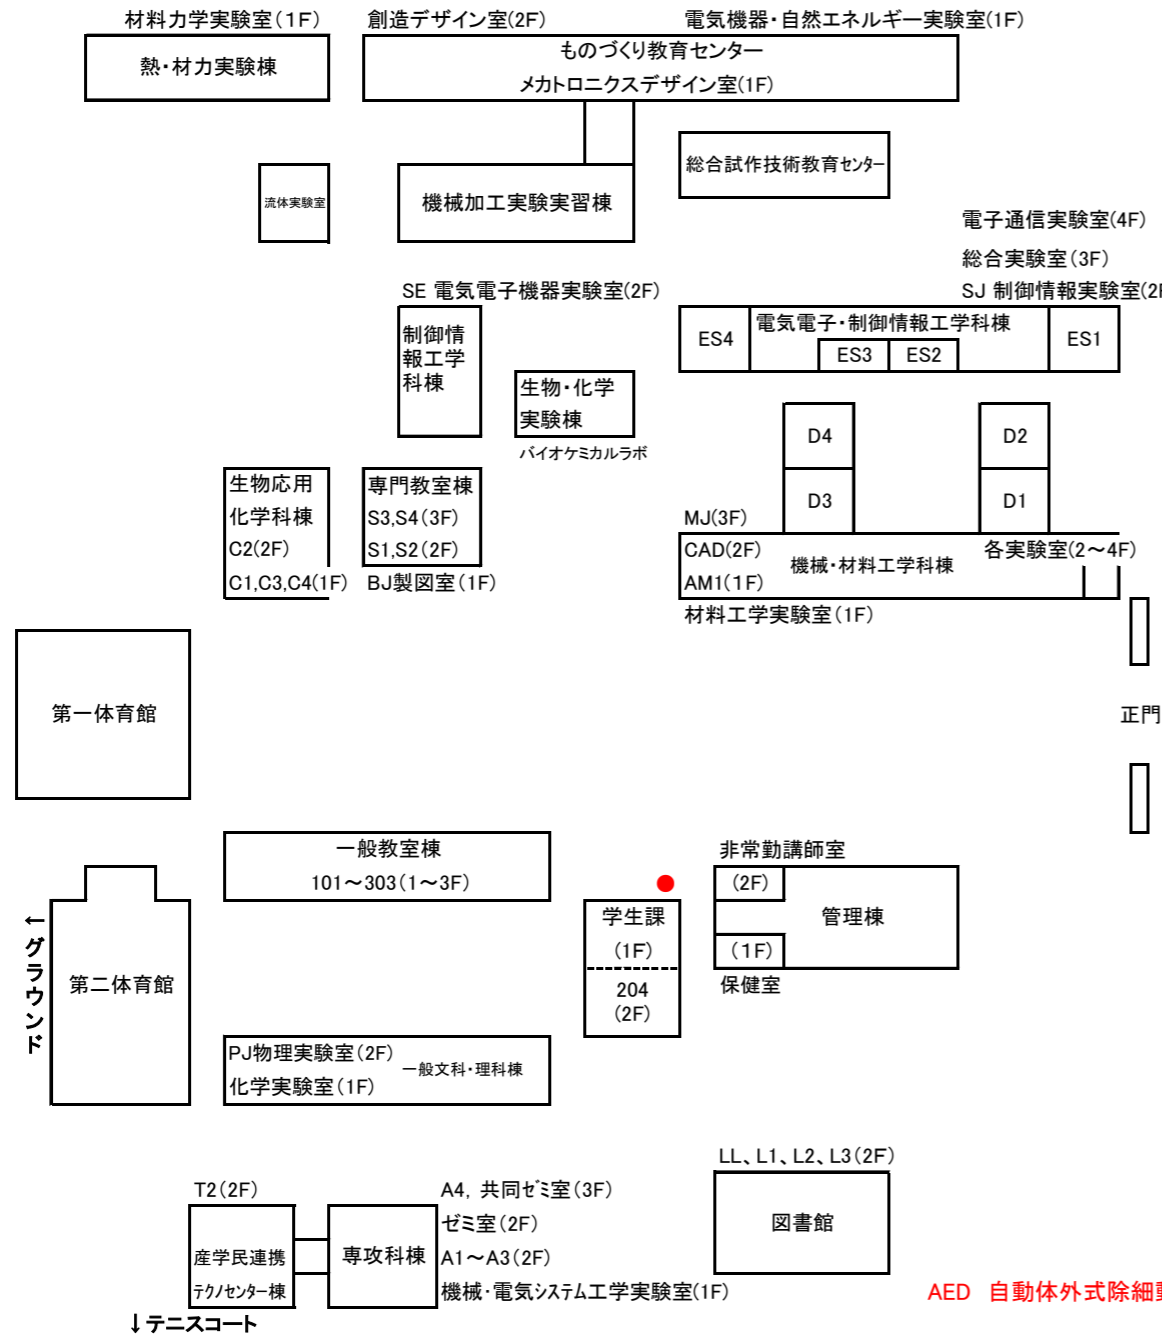 材料力学実験室(1F)
創造デザイン室(2F)
電気機器・自然エネルギー実験室(1F)
熱・材力実験棟
ものづくり教育センター
メカトロニクスデザイン室(1F)
総合試作技術教育センター
流体実験室
機械加工実験実習棟
電子通信実験室(4F)
総合実験室(3F)
SE 電気電子機器実験室(2F)
SJ 制御情報実験室(2F
制御情
報工学
科棟
ES4
電気電子・制御情報工学科棟
ES3
ES2
ES1
生物・化学
実験棟
バイオケミカルラボ
D4
D2
D3
D1
生物応用
化学科棟
C2(2F)
C1,C3,C4(1F)
専門教室棟
S3,S4(3F)
S1,S2(2F)
BJ製図室(1F)
MJ(3F)
CAD(2F)
AM1(1F)
機械・材料工学科棟
各実験室(2～4F)
材料工学実験室(1F)
第一体育館
正門
一般教室棟
101～303(1～3F)
非常勤講師室
(2F)
管理棟
(1F)
保健室
学生課
(1F)
204
(2F)
←グラウンド
第二体育館
PJ物理実験室(2F)
化学実験室(1F)
一般文科・理科棟
LL、L1、L2、L3(2F)
図書館
T2(2F)
産学民連携
テクノセンター棟
専攻科棟
A4, 共同ゼミ室(3F)
ゼミ室(2F)
A1～A3(2F)
機械・電気システム工学実験室(1F)
↓テニスコート
AED 自動体外式除細